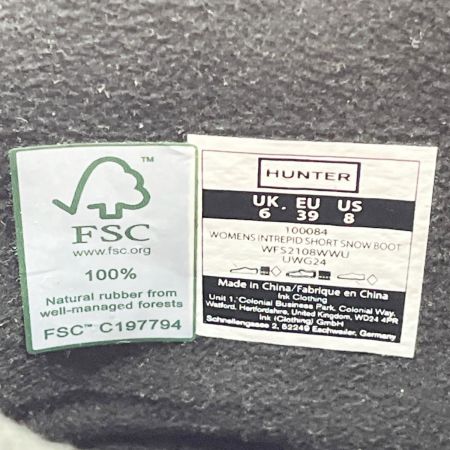 ™
FSC
www.fsc.org
100%
Natural rubber from
well-managed forests
FSC™ C197794
HUNTER
UK. EU US
6 39 8
100084
WOMENS INTREPID SHORT SNOW BOOT
WFS2108WWU
UWG24
Made in China/Fabriqué en China
Ink Clothing
Unit 1, Colonial Business Park, Colonial Way,
Watford, Hertfordshire, United Kingdom, WD24 4PR
Ink (Clothing) GmbH
Schnellengasse 2, 52249 Eschweiler, Germany